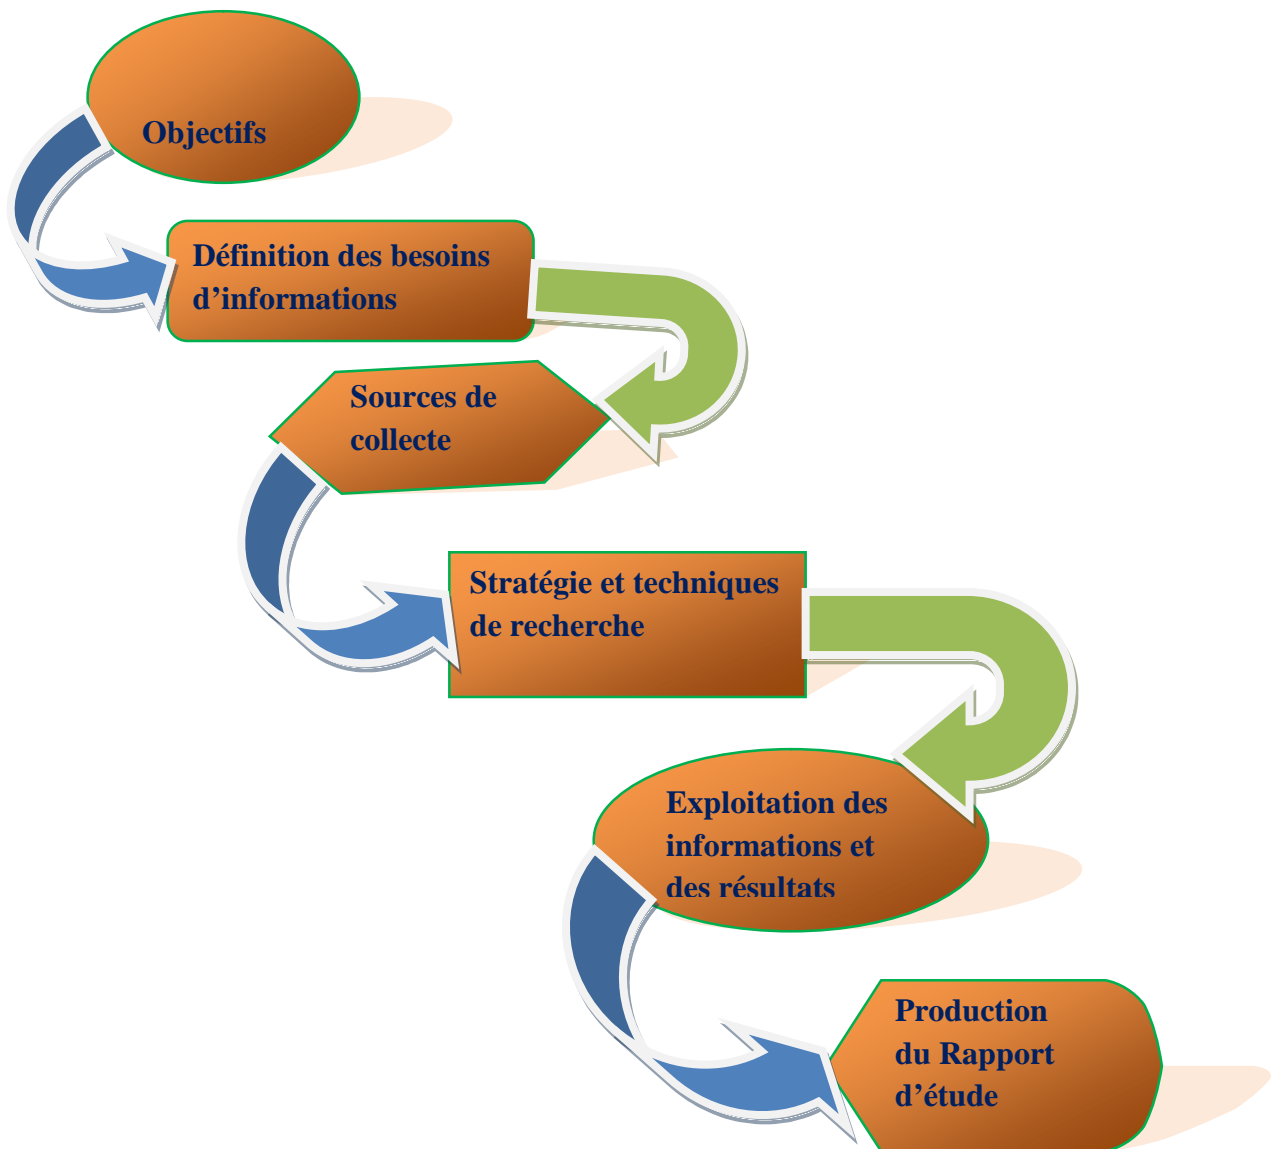 Objectifs
Définition des besoins
d’informations
Sources de
collecte
Stratégie et techniques
de recherche
Exploitation des
informations et
des résultats
Production
du Rapport
d’étude